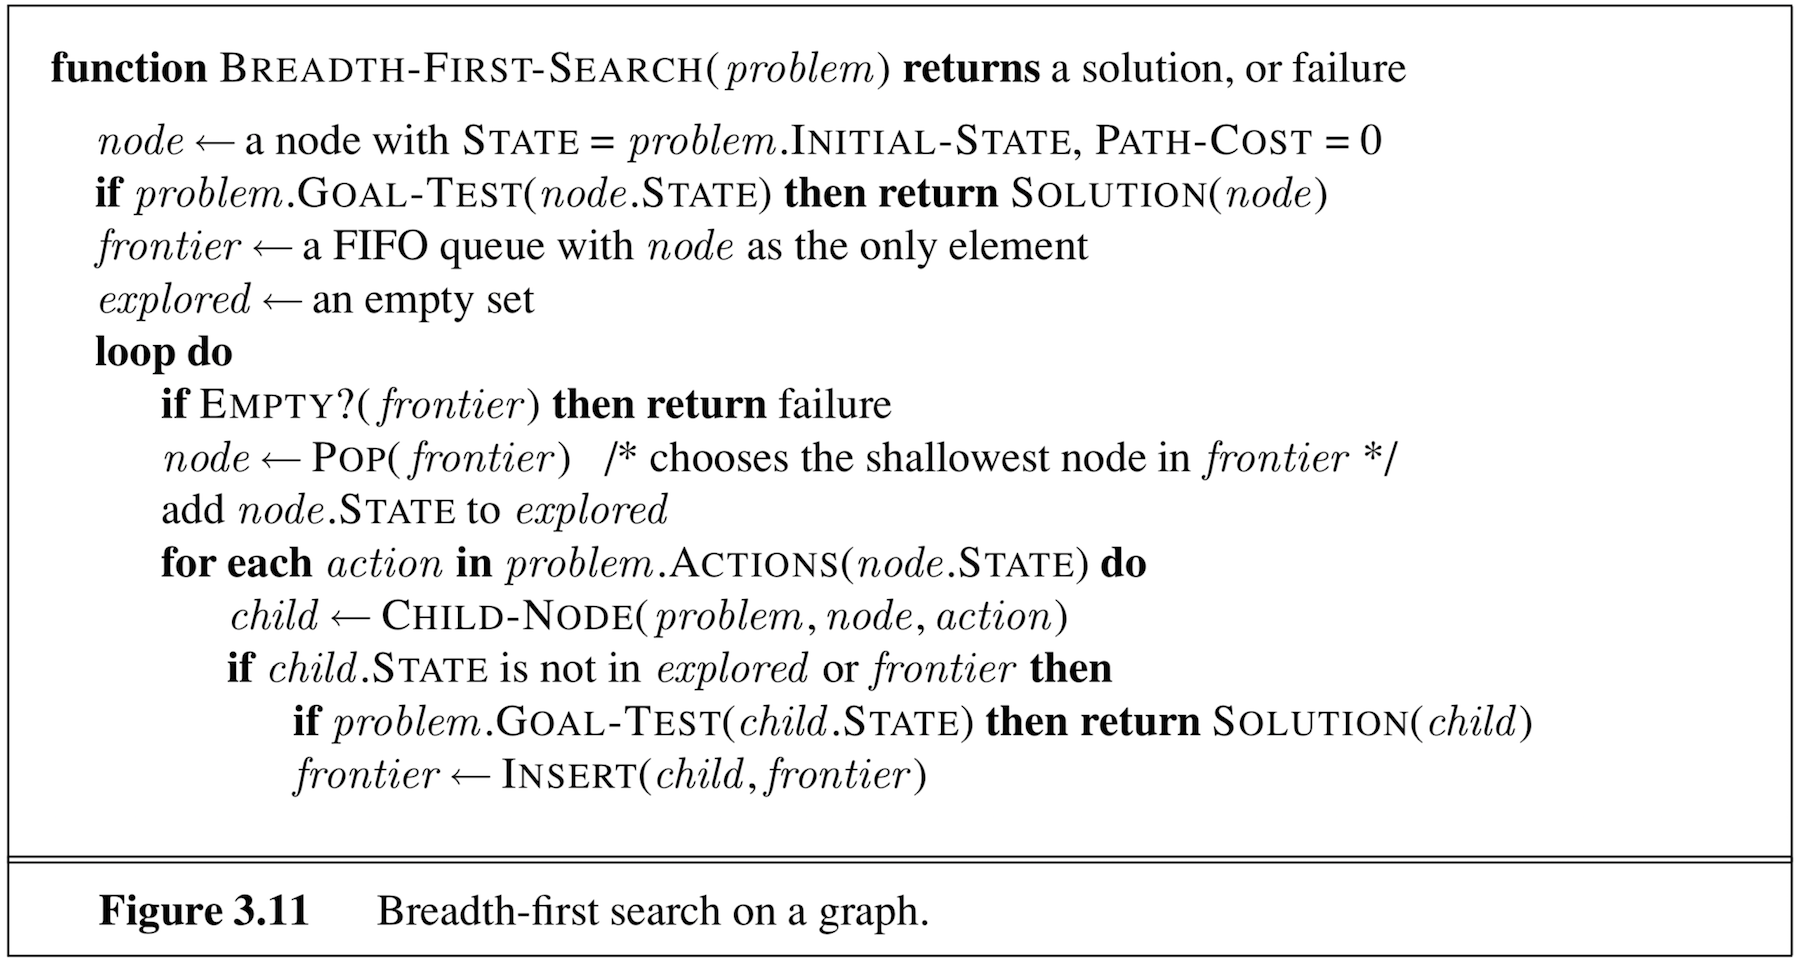 function BREADTH-FIRST-SEARCH(problem) returns a solution, or failure
node ← a node with STATE = problem.INITIAL-STATE, PATH-COST = 0
if problem.GOAL-TEST(node.STATE) then return SOLUTION(node)
frontier ← a FIFO queue with node as the only element
explored ← an empty set
loop do
if EMPTY?(frontier) then return failure
node ← POP(frontier) /* chooses the shallowest node in frontier */
add node.STATE to explored
for each action in problem.ACTIONS(node.STATE) do
child ← CHILD-NODE(problem, node, action)
if child.STATE is not in explored or frontier then
if problem.GOAL-TEST(child.STATE) then return SOLUTION(child)
frontier ← INSERT(child, frontier)
Figure 3.11 Breadth-first search on a graph.